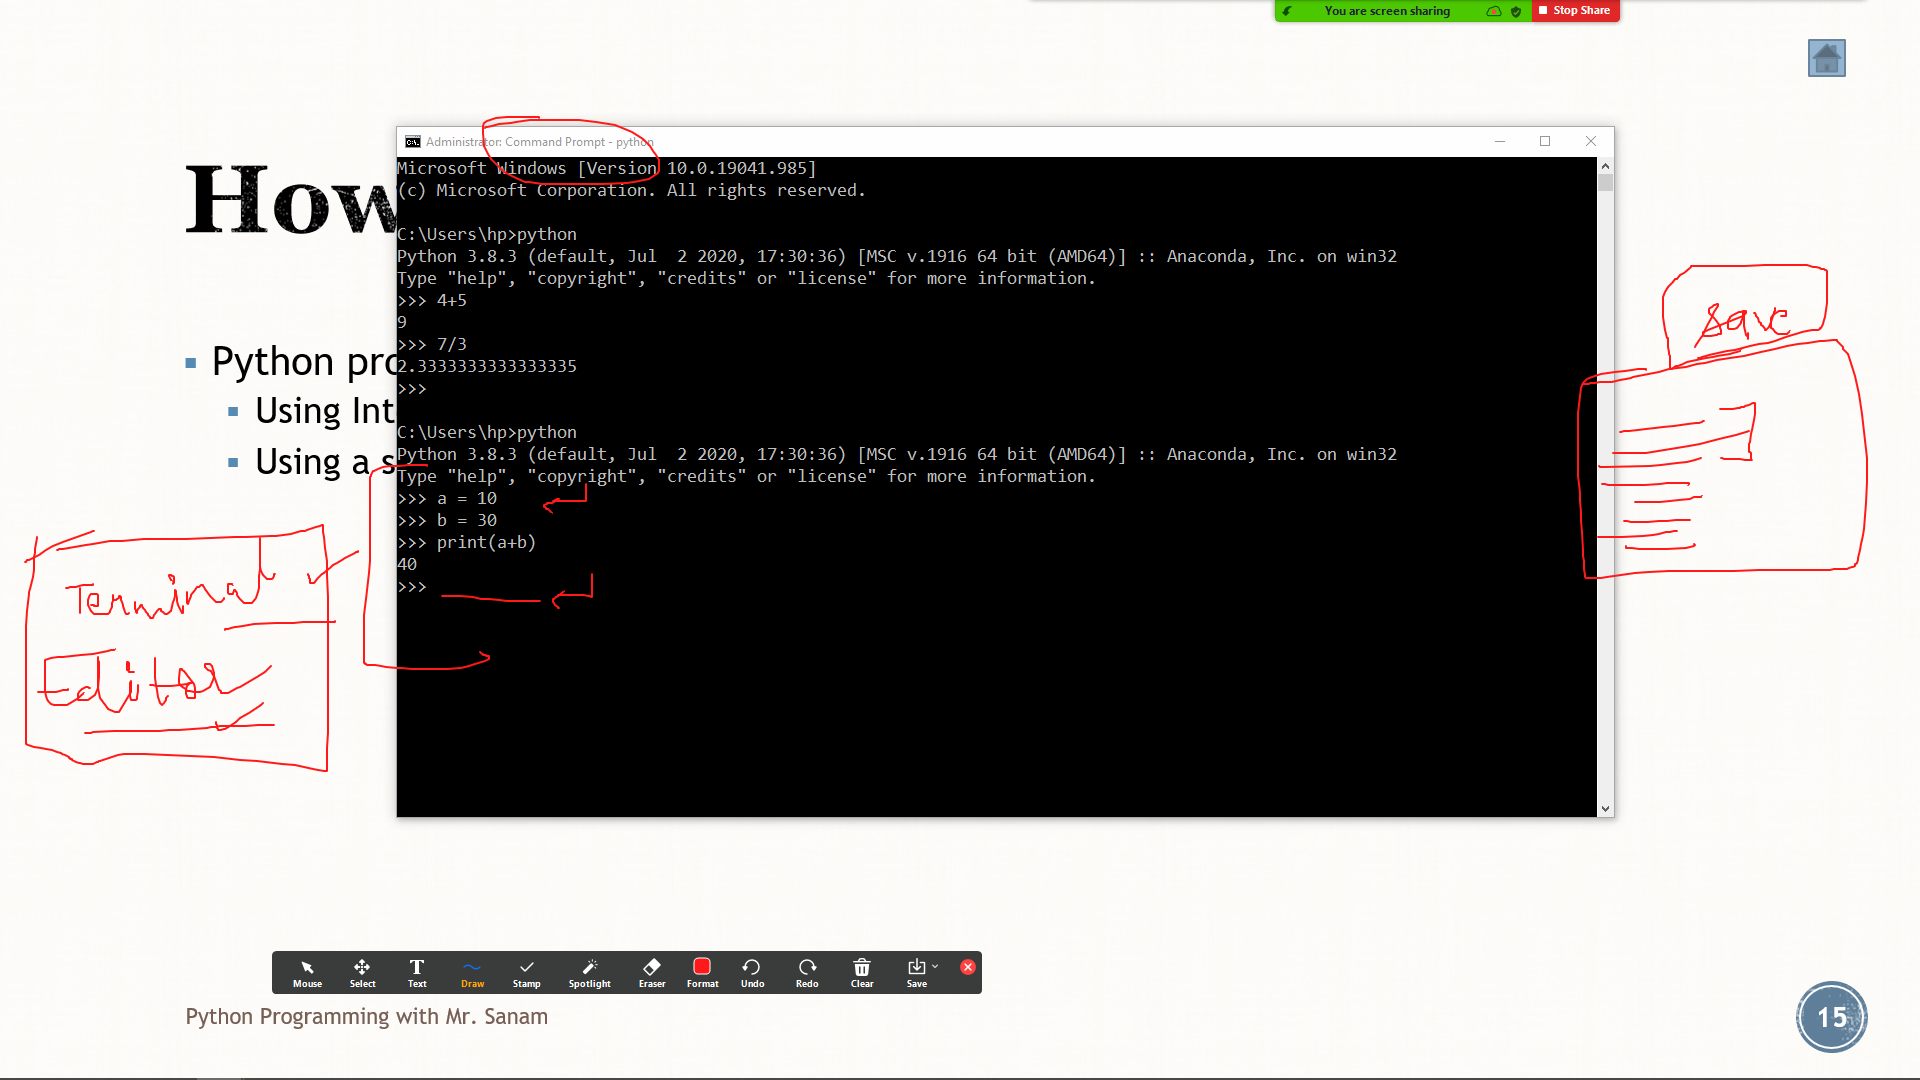 You are screen sharing
Stop Share
How
Administrator: Command Prompt - python
Microsoft Windows [Version 10.0.19041.985]
(c) Microsoft Corporation. All rights reserved.
C:\Users\hp>python
Python 3.8.3 (default, Jul  2 2020, 17:30:36) [MSC v.1916 64 bit (AMD64)] :: Anaconda, Inc. on win32
Type "help", "copyright", "credits" or "license" for more information.
>>> 4+5
9
>>> 7/3
2.3333333333333335
>>>
C:\Users\hp>python
Python 3.8.3 (default, Jul  2 2020, 17:30:36) [MSC v.1916 64 bit (AMD64)] :: Anaconda, Inc. on win32
Type "help", "copyright", "credits" or "license" for more information.
>>> a = 10
>>> b = 30
>>> print(a+b)
40
>>>
Python
Using
Using a
Save
Terminal
Editor
Mouse Select Text Draw Stamp Spotlight Eraser Format Undo Redo Clear Save
Python Programming with Mr. Sanam
15